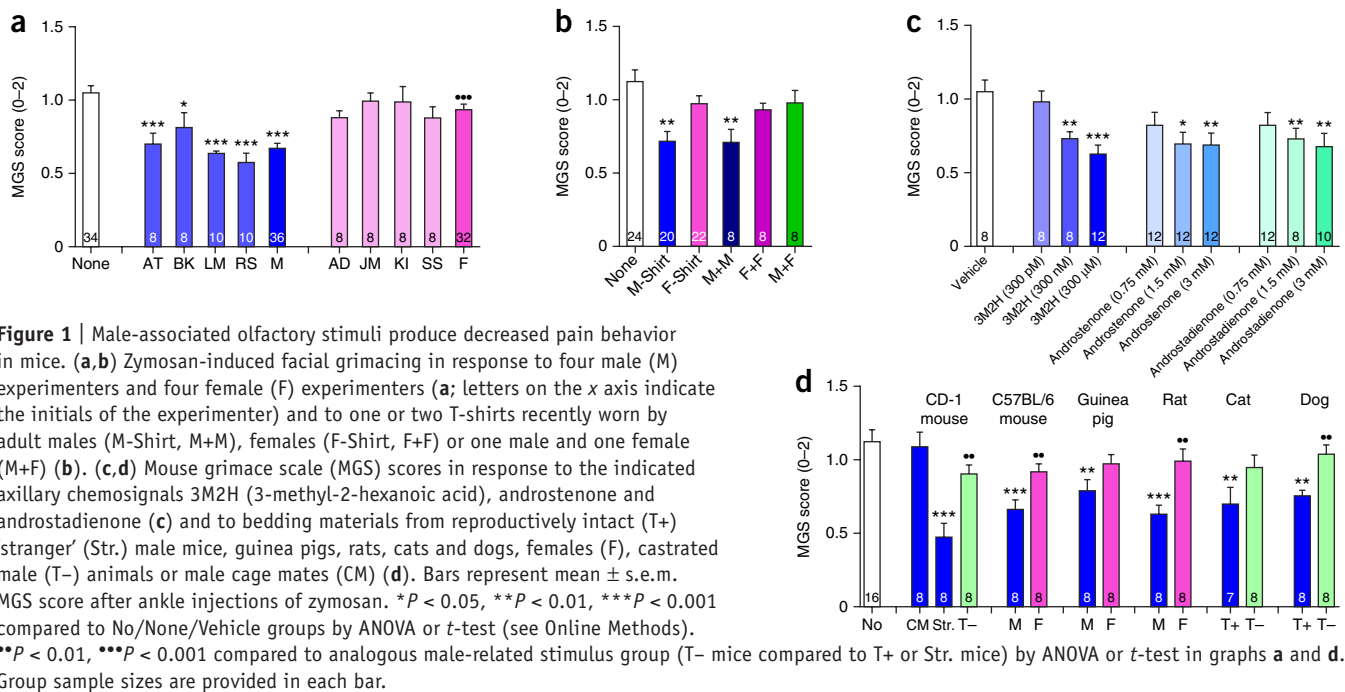 a
1.5
1.0
0.5
0
MGS score (0–2)
***
*
***
***
***
•••
34
8
8
10
10
36
8
8
8
8
32
None
AT
BK
LM
RS
M
AD
JM
KI
SS
F
b
1.5
1.0
0.5
0
MGS score (0–2)
**
**
24
20
22
8
8
8
None
M-Shirt
F-Shirt
M+M
F+F
M+F
c
1.5
1.0
0.5
0
MGS score (0–2)
**
***
*
**
**
**
8
8
8
12
12
12
12
12
8
10
Vehicle
3M2H (300 pM)
3M2H (300 nM)
3M2H (300 µM)
Androstenone (0.75 mM)
Androstenone (1.5 mM)
Androstenone (3 mM)
Androstadienone (0.75 mM)
Androstadienone (1.5 mM)
Androstadienone (3 mM)
d
1.5
1.0
0.5
0
MGS score (0–2)
CD-1
mouse
C57BL/6
mouse
Guinea
pig
Rat
Cat
Dog
***
••
***
••
**
***
••
**
**
••
16
8
8
8
8
8
8
8
8
8
7
8
8
8
No
CM
Str.
T–
M
F
M
F
M
F
T+
T–
T+
T–
Figure 1 | Male-associated olfactory stimuli produce decreased pain behavior
in mice. (a,b) Zymosan-induced facial grimacing in response to four male (M)
experimenters and four female (F) experimenters (a; letters on the x axis indicate
the initials of the experimenter) and to one or two T-shirts recently worn by
adult males (M-Shirt, M+M), females (F-Shirt, F+F) or one male and one female
(M+F) (b). (c,d) Mouse grimace scale (MGS) scores in response to the indicated
axillary chemosignals 3M2H (3-methyl-2-hexanoic acid), androstenone and
androstadienone (c) and to bedding materials from reproductively intact (T+)
'stranger' (Str.) male mice, guinea pigs, rats, cats and dogs, females (F), castrated
male (T–) animals or male cage mates (CM) (d). Bars represent mean ± s.e.m.
MGS score after ankle injections of zymosan. *P < 0.05, **P < 0.01, ***P < 0.001
compared to No/None/Vehicle groups by ANOVA or t-test (see Online Methods).
••P < 0.01, •••P < 0.001 compared to analogous male-related stimulus group (T– mice compared to T+ or Str. mice) by ANOVA or t-test in graphs a and d.
Group sample sizes are provided in each bar.